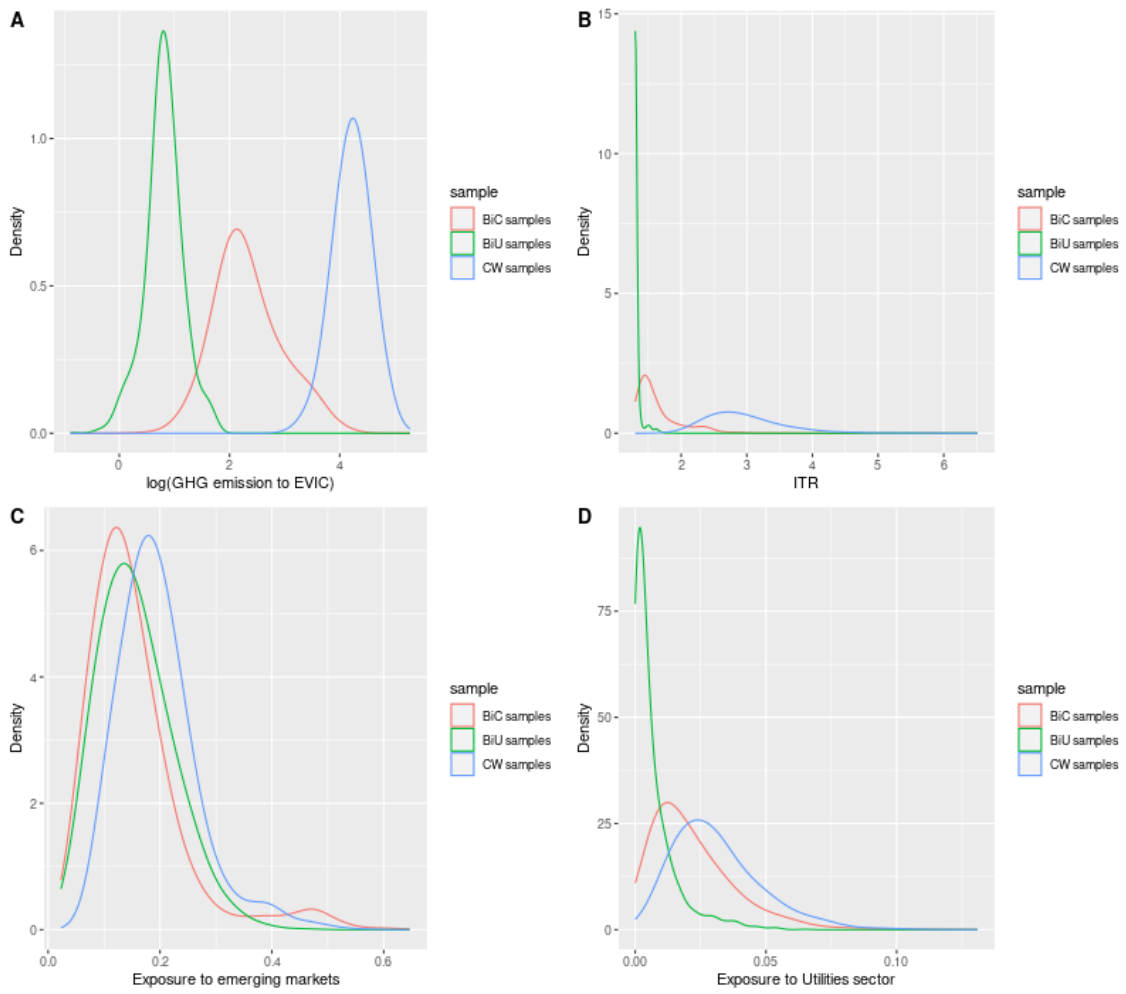 A
Density
1.0
0.5
0.0
0
2
4
log(GHG emission to EVIC)
sample
BiC samples
BiU samples
CW samples
B
Density
15
10
5
0
2
3
4
5
6
ITR
sample
BiC samples
BiU samples
CW samples
C
Density
6
4
2
0
0.0
0.2
0.4
0.6
Exposure to emerging markets
sample
BiC samples
BiU samples
CW samples
D
Density
75
50
25
0
0.00
0.05
0.10
Exposure to Utilities sector
sample
BiC samples
BiU samples
CW samples